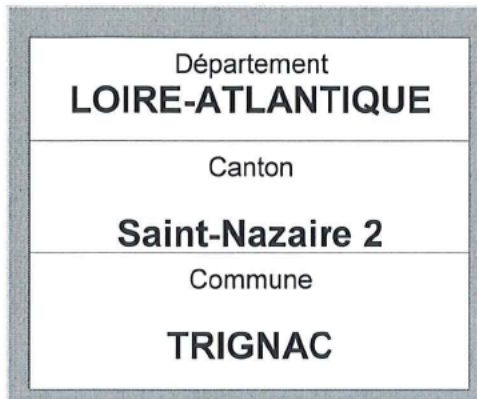 Département
LOIRE-ATLANTIQUE
Canton
Saint-Nazaire 2
Commune
TRIGNAC